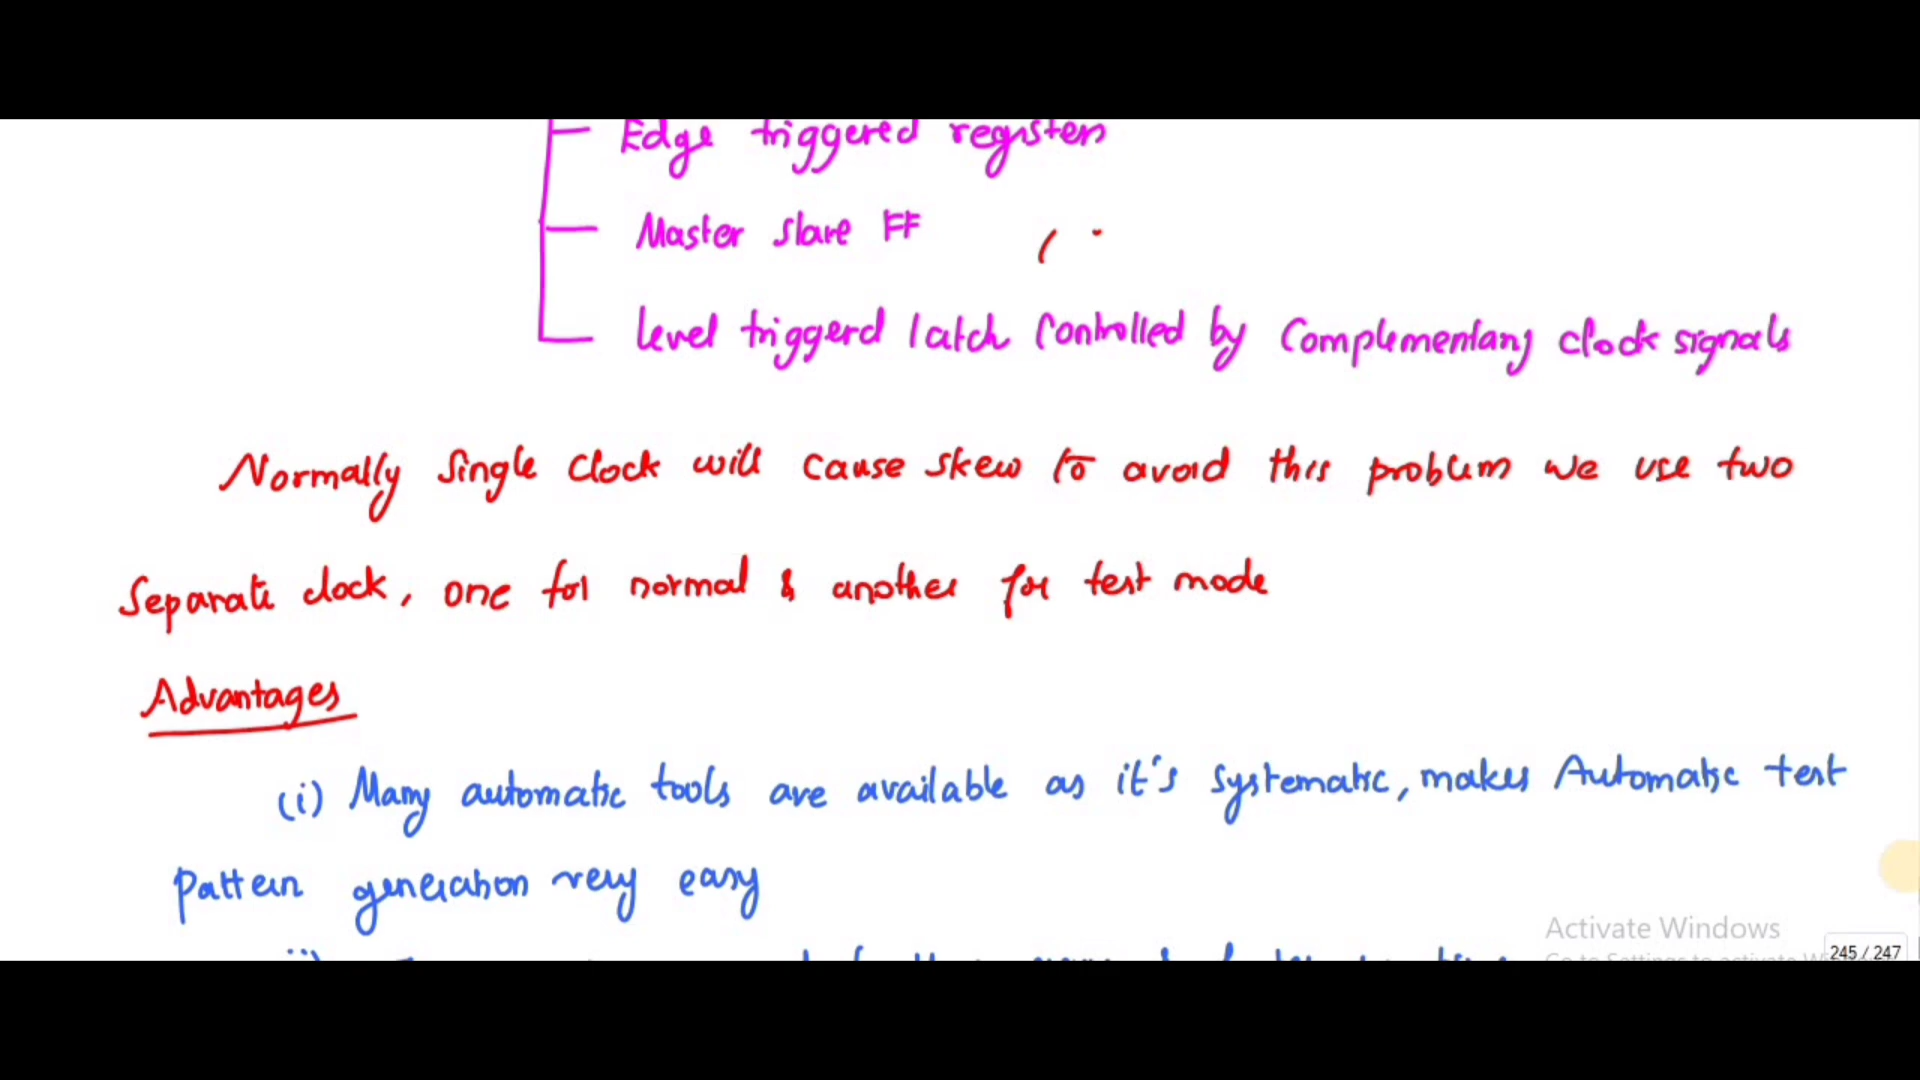 Edge triggered registers
Master slave FF
level triggerd latch Controlled by Complementary clock signals
Normally Single Clock will cause skew to avoid this problem we use two
Separate clock, one for normal & another for test mode
Advantages
(i) Many automatic tools are available as it's systematic, makes Automatic test
pattern generation very easy
Activate Windows
245 / 247